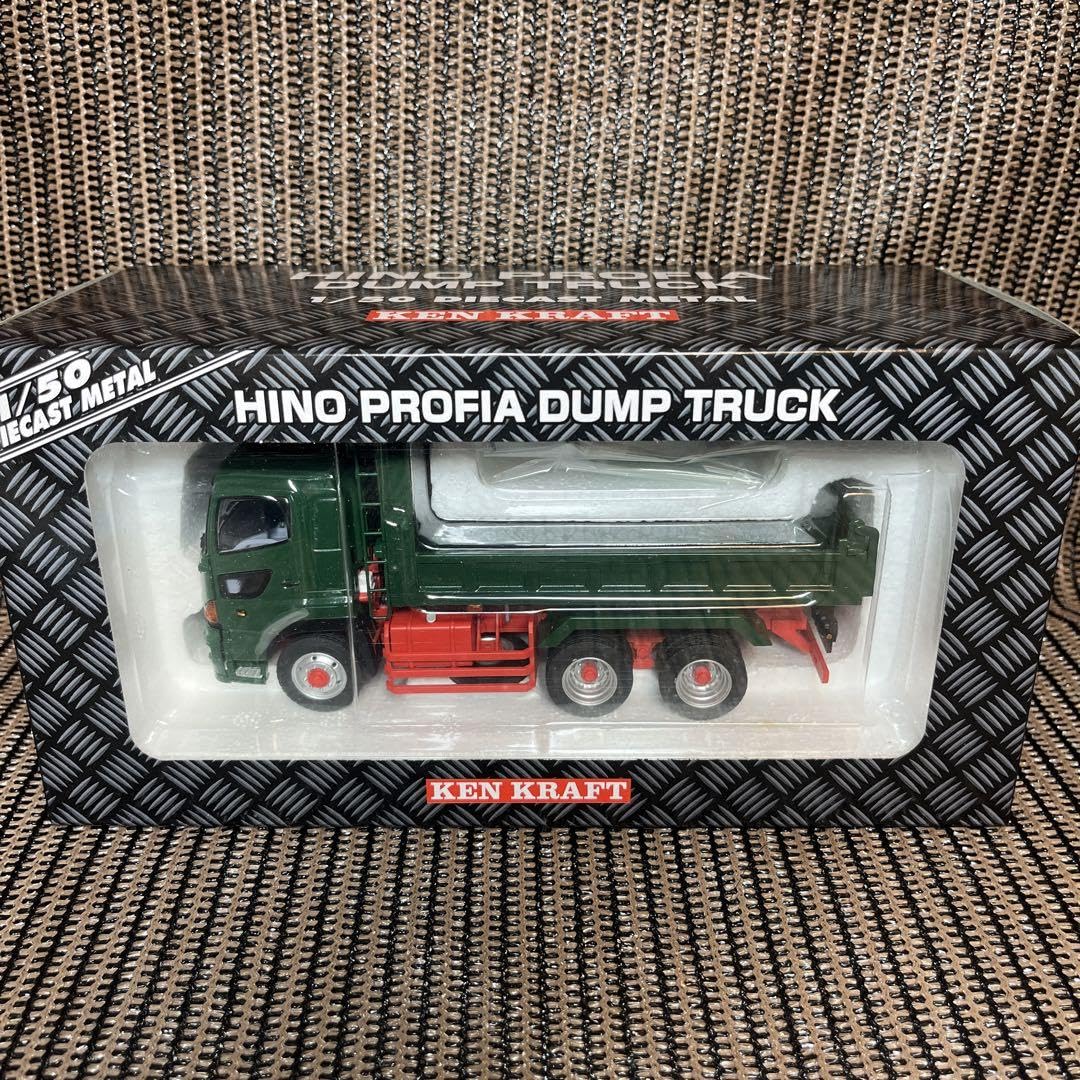 HINO PROFIA
DUMP TRUCK
1/50 DIECAST METAL
KEN KRAFT
1/50
DIECAST METAL
HINO PROFIA DUMP TRUCK
KEN KRAFT